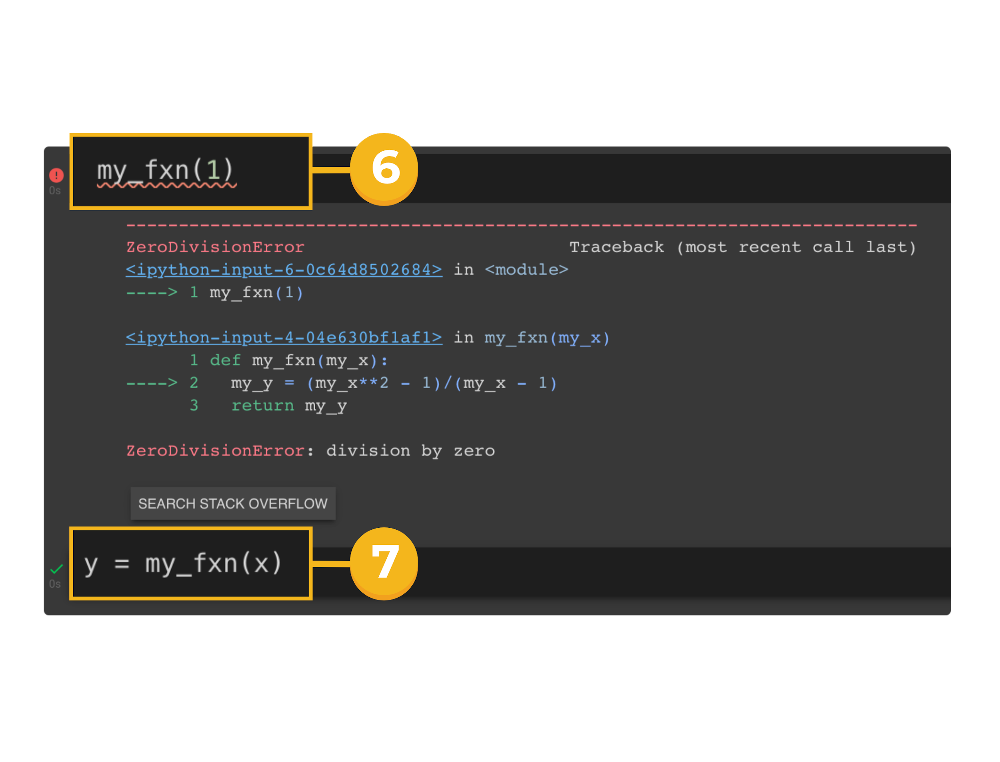 my_fxn(1)
6
0s
---------------------------------------------------------------------------
ZeroDivisionError                         Traceback (most recent call last)
<ipython-input-6-0c64d8502684> in <module>
----> 1 my_fxn(1)
<ipython-input-4-04e630bf1af1> in my_fxn(my_x)
      1 def my_fxn(my_x):
----> 2   my_y = (my_x**2 - 1)/(my_x - 1)
      3   return my_y
ZeroDivisionError: division by zero
SEARCH STACK OVERFLOW
y = my_fxn(x)
7
0s